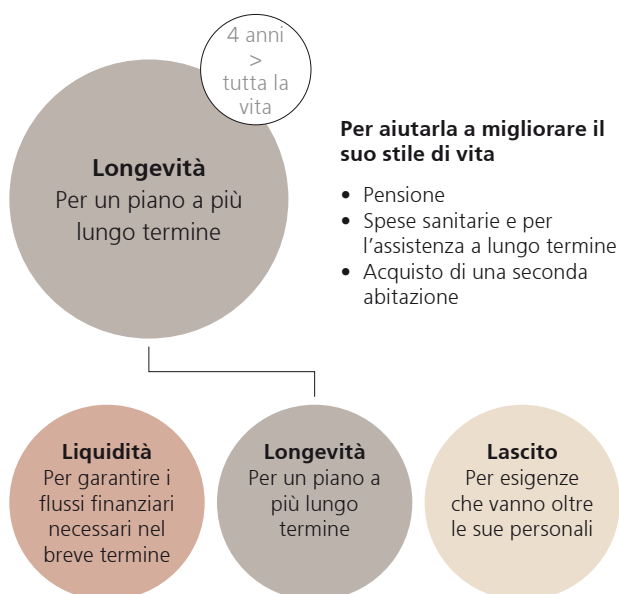 4 anni
>
tutta la
vita
Longevità
Per un piano a più
lungo termine
Per aiutarla a migliorare il
suo stile di vita
• Pensione
• Spese sanitarie e per
l’assistenza a lungo termine
• Acquisto di una seconda
abitazione
Liquidità
Per garantire i
flussi finanziari
necessari nel
breve termine
Longevità
Per un piano a
più lungo
termine
Lascito
Per esigenze
che vanno oltre
le sue personali